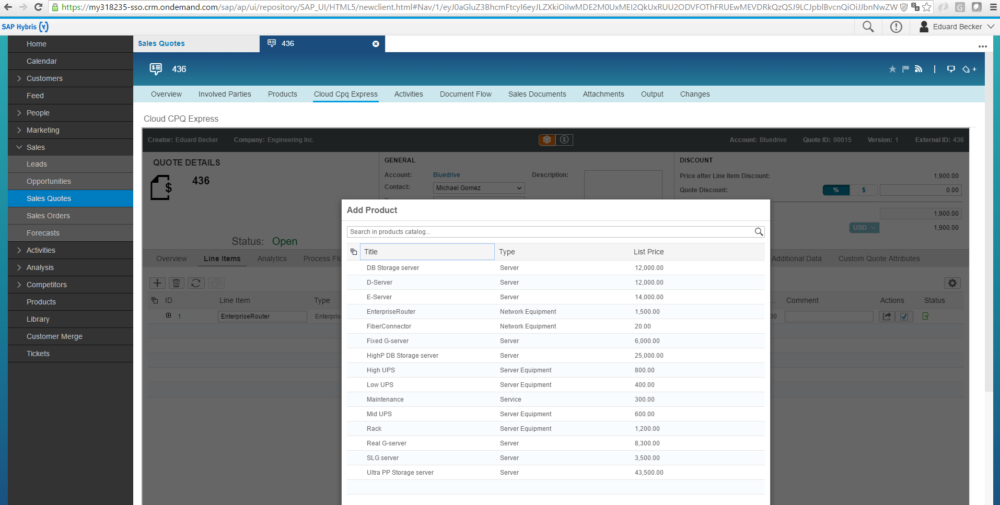 https://my318235-sso.crm.ondemand.com/sap/ap/ui/repository/SAP_UI/HTML5/newclient.html#Nav/1/
SAP Hybris (y)
Eduard Becker
Home
Calendar
Customers
Feed
People
Marketing
Sales
Leads
Opportunities
Sales Quotes
Sales Orders
Forecasts
Activities
Analysis
Competitors
Products
Library
Customer Merge
Tickets
Sales Quotes 436
436
Overview Involved Parties Products Cloud Cpq Express Activities Document Flow Sales Documents Attachments Output Changes
Cloud CPQ Express
Creator: Eduard Becker Company: Engineering Inc. Account: Bluedrive Quote ID: 00015 Version: 1 External ID: 436
QUOTE DETAILS
436
Status: Open
GENERAL
Account: Bluedrive Description:
Contact: Michael Gomez
DISCOUNT
Price after Line Item Discount: 1,900.00
Quote Discount: % $ 0.00
1,900.00
USD 1,900.00
Overview Line Items Analytics Process Additional Data Custom Quote Attributes
ID Line Item Type Comment Actions Status
1 EnterpriseRouter
Add Product
Search in products catalog...
Title Type List Price
DB Storage server Server 12,000.00
D-Server Server 12,000.00
E-Server Server 14,000.00
EnterpriseRouter Network Equipment 1,500.00
FiberConnector Network Equipment 20.00
Fixed G-server Server 6,000.00
HighP DB Storage server Server 25,000.00
High UPS Server Equipment 800.00
Low UPS Server Equipment 400.00
Maintenance Service 300.00
Mid UPS Server Equipment 600.00
Rack Server Equipment 1,200.00
Real G-server Server 8,300.00
SLG server Server 3,500.00
Ultra PP Storage server Server 43,500.00